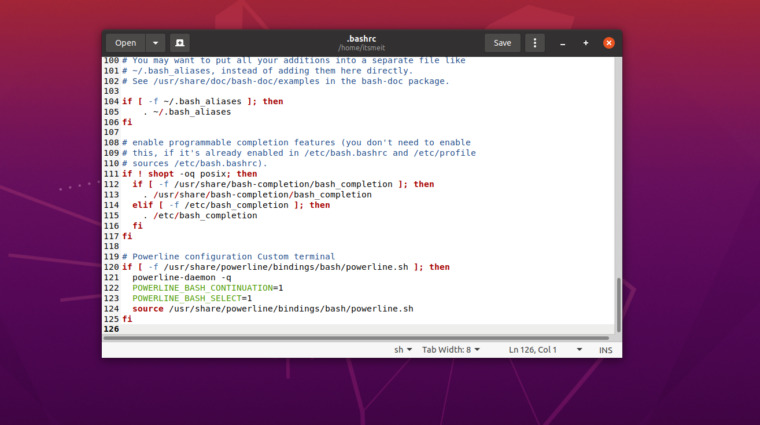 Open
.bashrc
/home/itsmeit
Save
100 # You may want to put all your additions into a separate file like
101 # ~/.bash_aliases, instead of adding them here directly.
102 # See /usr/share/doc/bash-doc/examples in the bash-doc package.
103
104 if [ -f ~/.bash_aliases ]; then
105     . ~/.bash_aliases
106 fi
107
108 # enable programmable completion features (you don't need to enable
109 # this, if it's already enabled in /etc/bash.bashrc and /etc/profile
110 # sources /etc/bash.bashrc).
111 if ! shopt -oq posix; then
112   if [ -f /usr/share/bash-completion/bash_completion ]; then
113     . /usr/share/bash-completion/bash_completion
114   elif [ -f /etc/bash_completion ]; then
115     . /etc/bash_completion
116   fi
117 fi
118
119 # Powerline configuration Custom terminal
120 if [ -f /usr/share/powerline/bindings/bash/powerline.sh ]; then
121   powerline-daemon -q
122   POWERLINE_BASH_CONTINUATION=1
123   POWERLINE_BASH_SELECT=1
124   source /usr/share/powerline/bindings/bash/powerline.sh
125 fi
126
sh Tab Width: 8 Ln 126, Col 1 INS